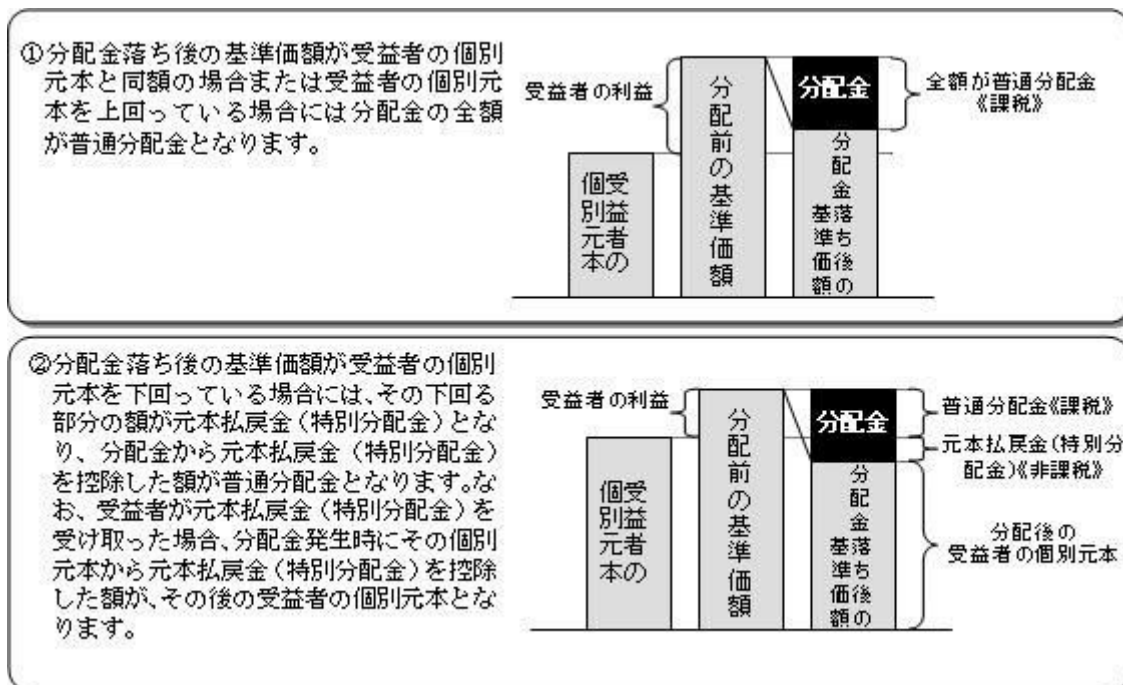 ①分配金落ち後の基準価額が受益者の個別
元本と同額の場合または受益者の個別元
本を上回っている場合には分配金の全額
が普通分配金となります。
受益者の利益
受益者の
個別元本
分配前の基準価額
分配金
分配金落ち後の
基準価額
全額が普通分配金
《課税》
②分配金落ち後の基準価額が受益者の個別
元本を下回っている場合には、その下回る
部分の額が元本払戻金(特別分配金)とな
り、分配金から元本払戻金(特別分配金)
を控除した額が普通分配金となります。な
お、受益者が元本払戻金(特別分配金)を
受け取った場合、分配金発生時にその個別
元本から元本払戻金(特別分配金)を控除
した額が、その後の受益者の個別元本とな
ります。
受益者の利益
受益者の
個別元本
分配前の基準価額
分配金
分配金落ち後の
基準価額
普通分配金《課税》
元本払戻金(特別分
配金)《非課税》
分配後の
受益者の個別元本